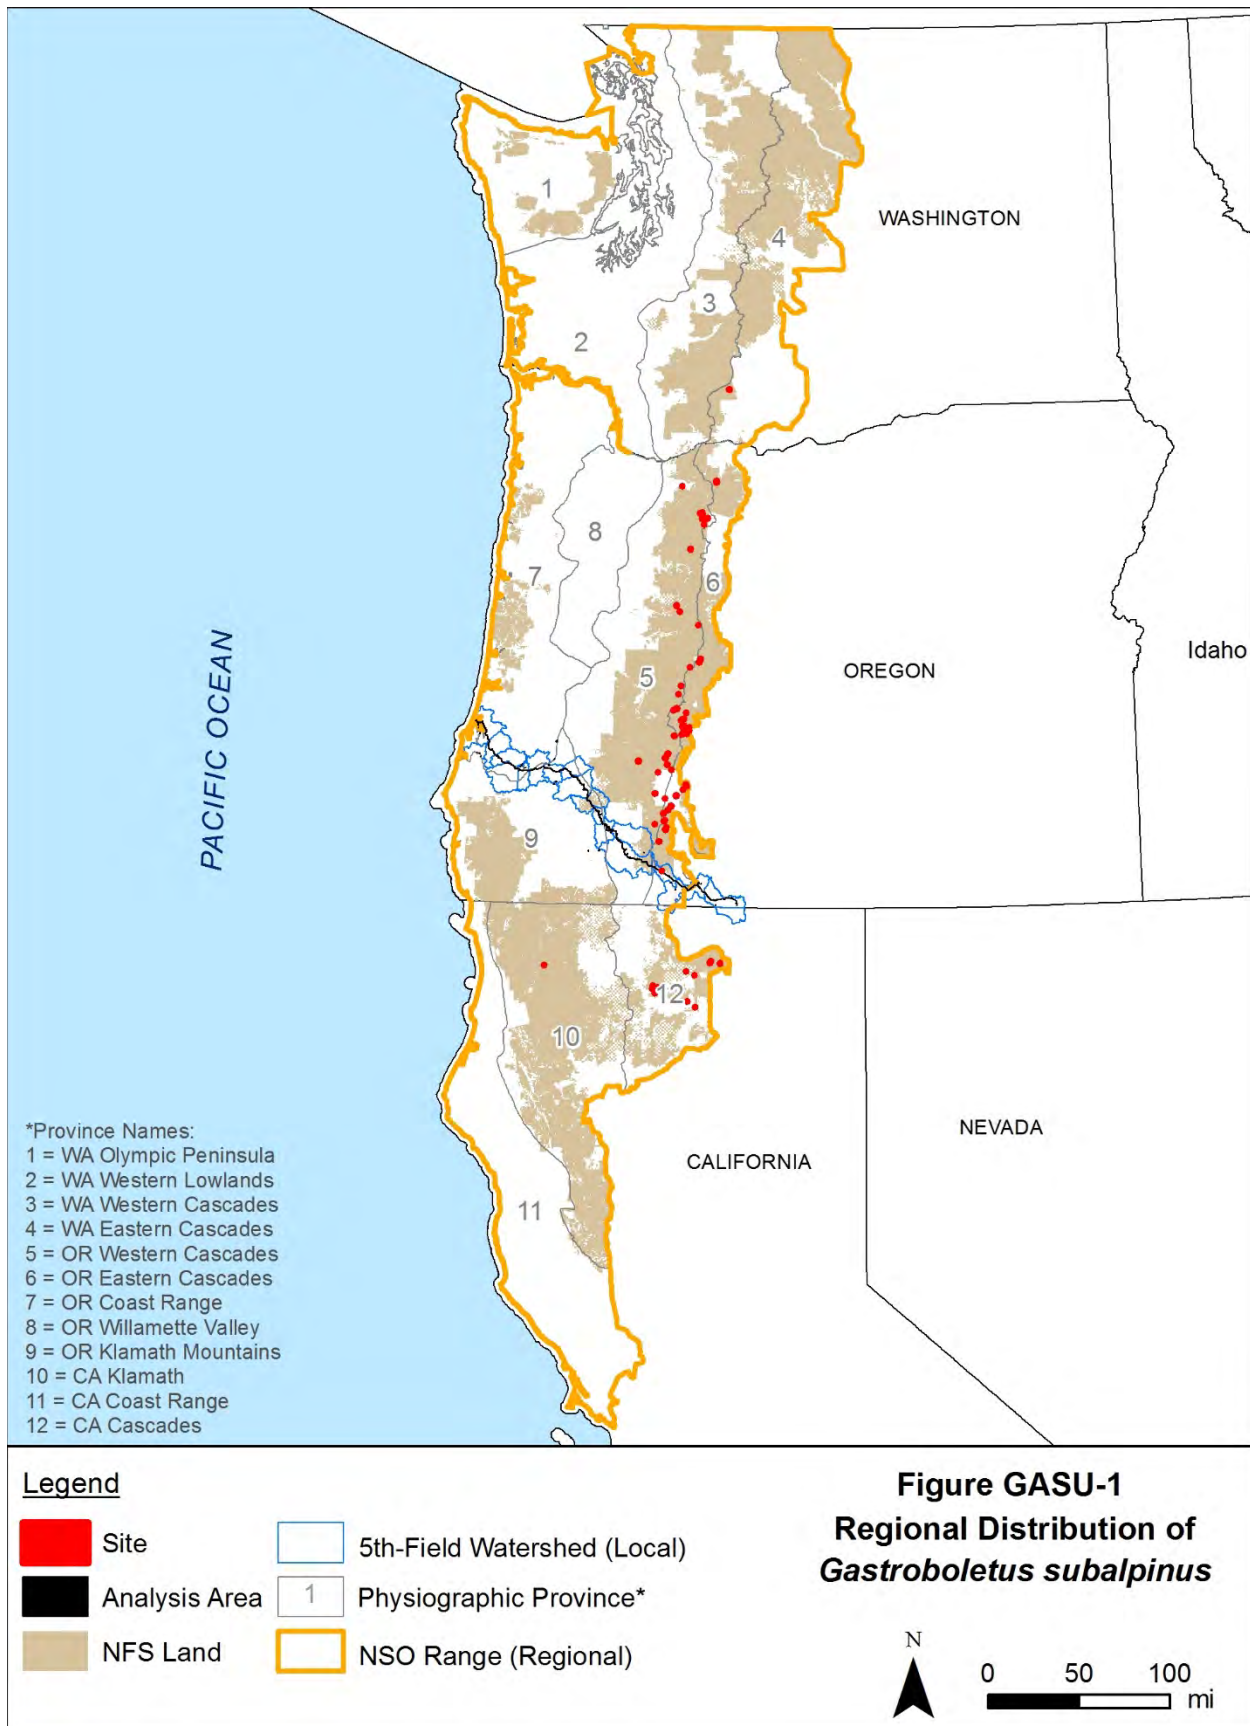 WASHINGTON
1
4
3
2
8
7
6
PACIFIC OCEAN
5
OREGON
Idaho
9
12
10
NEVADA
CALIFORNIA
11
*Province Names:
1 = WA Olympic Peninsula
2 = WA Western Lowlands
3 = WA Western Cascades
4 = WA Eastern Cascades
5 = OR Western Cascades
6 = OR Eastern Cascades
7 = OR Coast Range
8 = OR Willamette Valley
9 = OR Klamath Mountains
10 = CA Klamath
11 = CA Coast Range
12 = CA Cascades
Legend
Site
Analysis Area
NFS Land
5th-Field Watershed (Local)
1
Physiographic Province*
NSO Range (Regional)
Figure GASU-1
Regional Distribution of
Gastroboletus subalpinus
N
0 50 100
mi